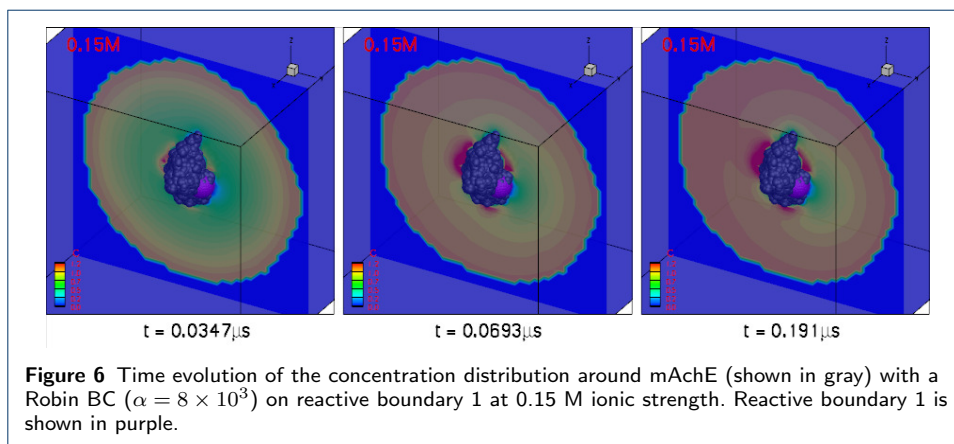 0.15M 0.15M 0.15M
z z z
t = 0.0347μs t = 0.0693μs t = 0.191μs
Figure 6 Time evolution of the concentration distribution around mAchE (shown in gray) with a
Robin BC (α = 8 × 10³) on reactive boundary 1 at 0.15 M ionic strength. Reactive boundary 1 is
shown in purple.